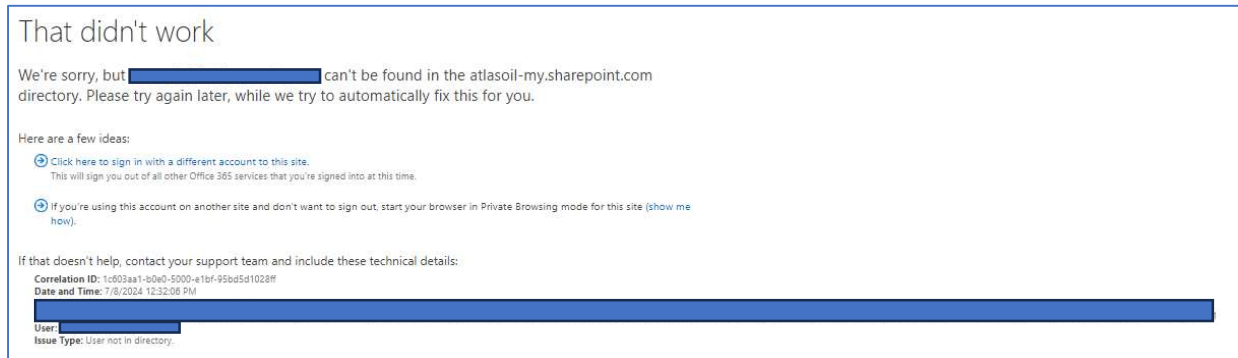 That didn't work
We're sorry, but can't be found in the atlasoil-my.sharepoint.com
directory. Please try again later, while we try to automatically fix this for you.
Here are a few ideas:
Click here to sign in with a different account to this site.
This will sign you out of all other Office 365 services that you're signed into at this time.
If you're using this account on another site and don't want to sign out, start your browser in Private Browsing mode for this site (show me
how).
If that doesn't help, contact your support team and include these technical details:
Correlation ID: 1c603aa1-b0e0-5000-e1bf-95bd5d1028ff
Date and Time: 7/8/2024 12:32:06 PM
User:
Issue Type: User not in directory.